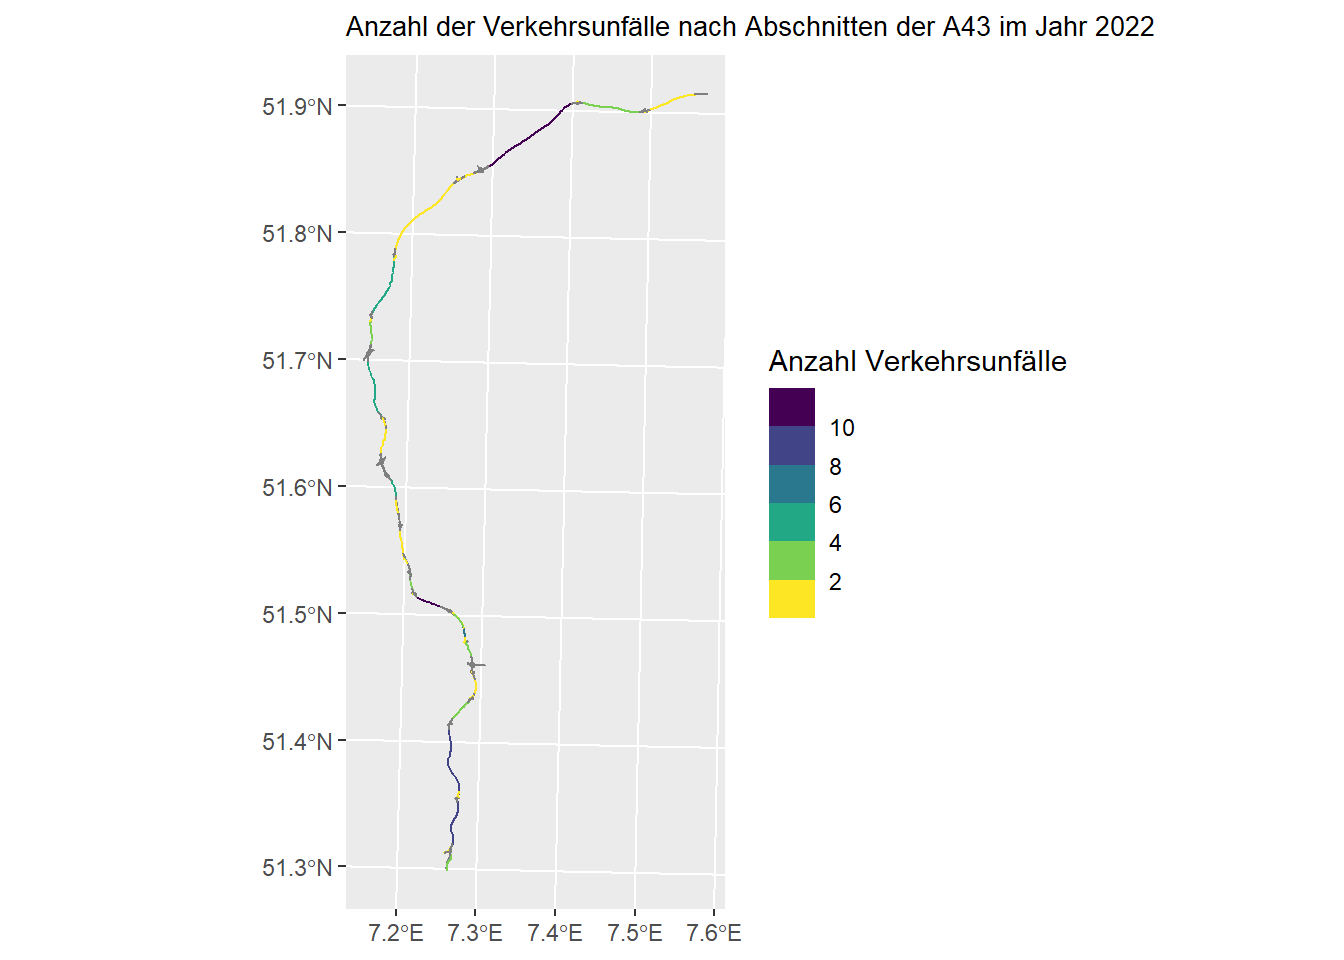 Anzahl der Verkehrsunfälle nach Abschnitten der A43 im Jahr 2022
51.9°N
51.8°N
51.7°N
51.6°N
51.5°N
51.4°N
51.3°N
7.2°E 7.3°E 7.4°E 7.5°E 7.6°E
Anzahl Verkehrsunfälle
10
8
6
4
2